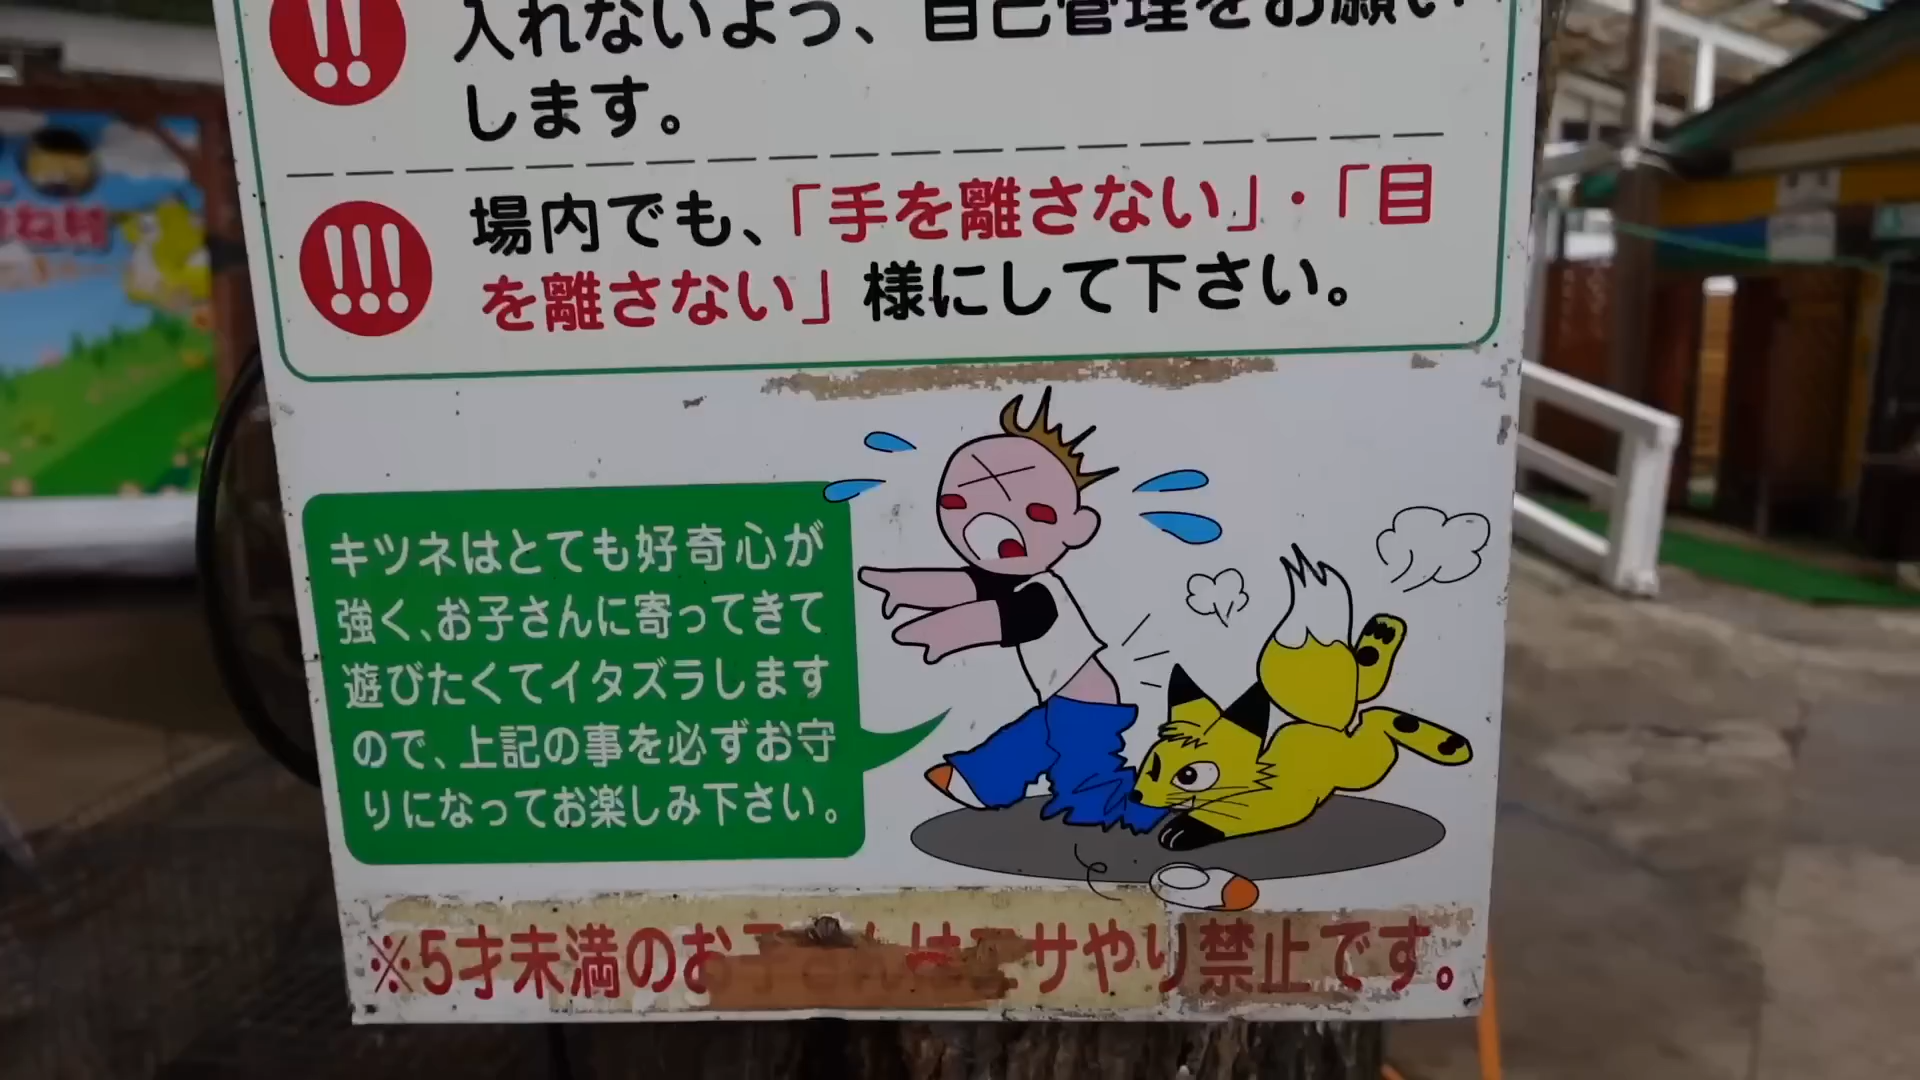 !!
入れないよう、自己管理をお願い
します。
!!!
場内でも、「手を離さない」・「目
を離さない」様にして下さい。
キツネはとても好奇心が
強く、お子さんに寄ってきて
遊びたくてイタズラします
ので、上記の事を必ずお守
りになってお楽しみ下さい。
※5才未満のお子さんはエサやり禁止です。